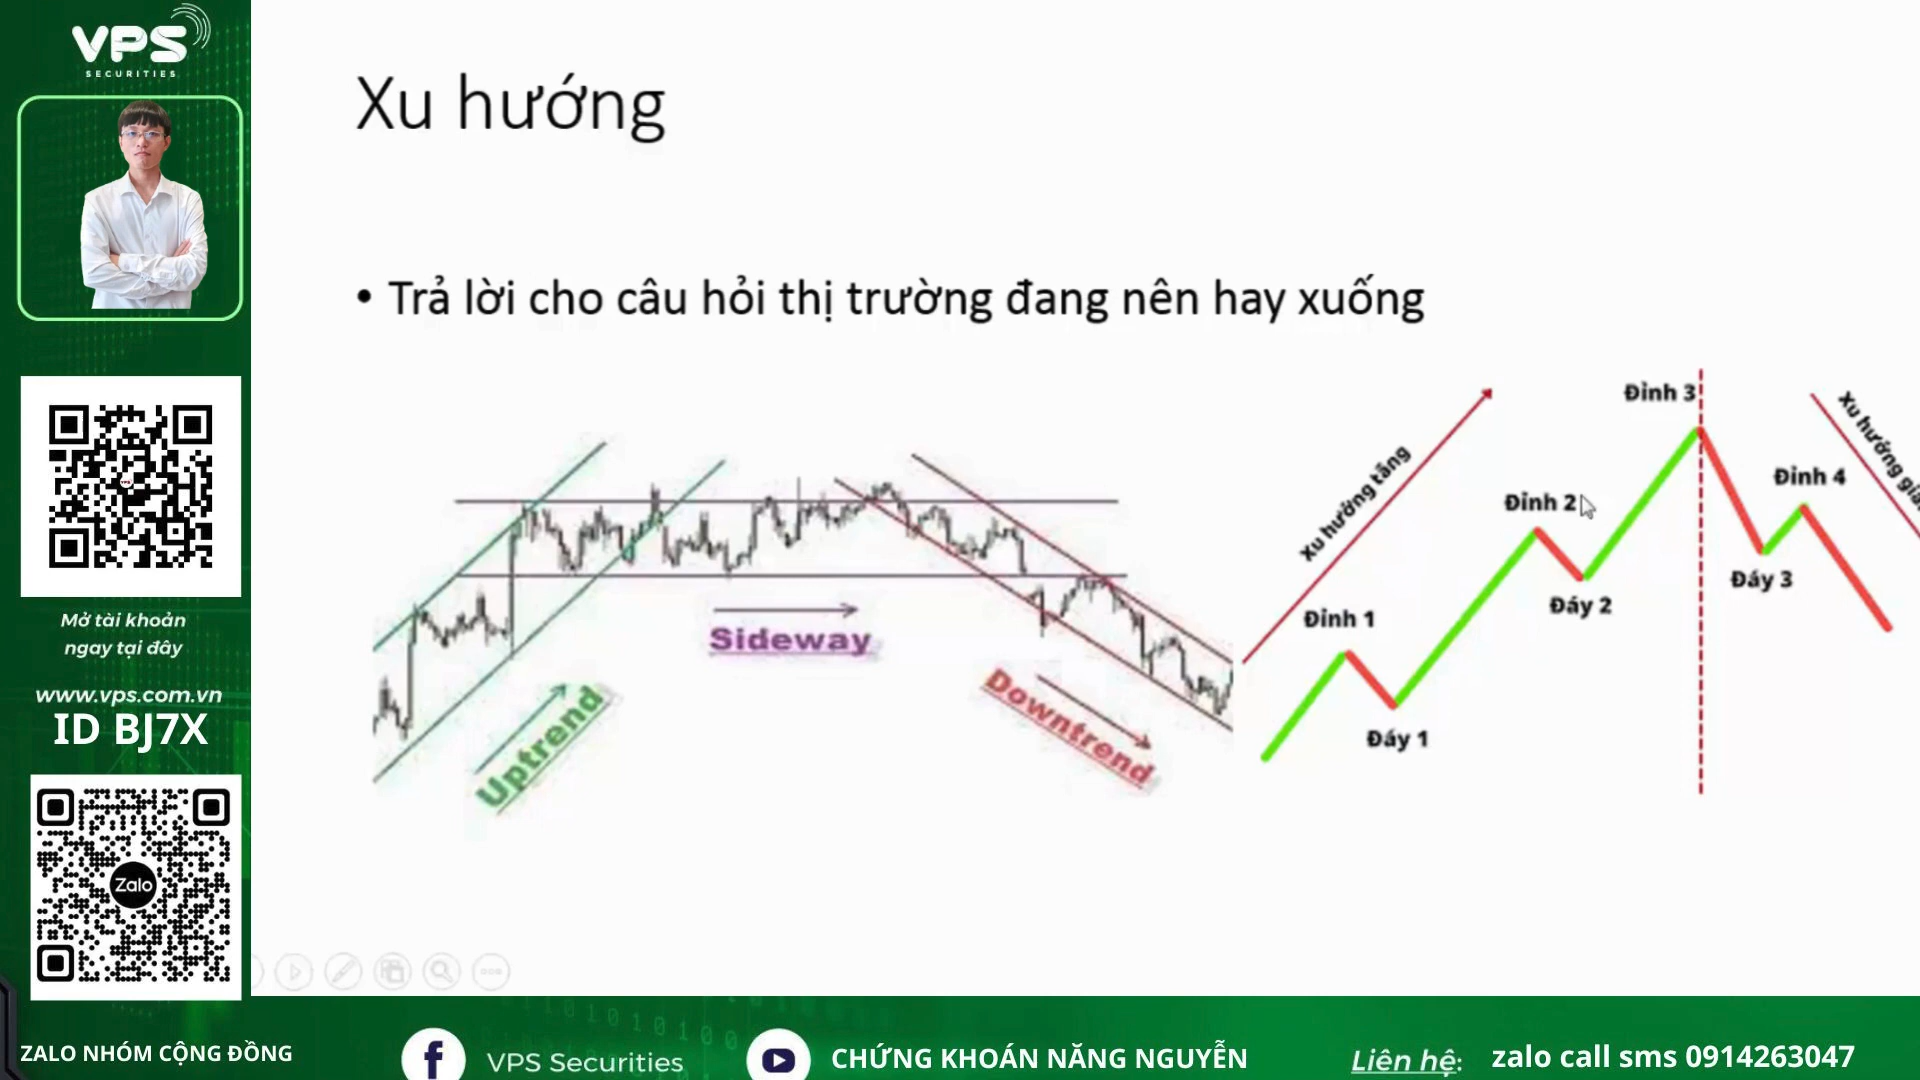 VPS
SECURITIES
Mở tài khoản
ngay tại đây
www.vps.com.vn
ID BJ7X
Zalo
ZALO NHÓM CỘNG ĐỒNG
Xu hướng
• Trả lời cho câu hỏi thị trường đang nên hay xuống
Uptrend
Sideway
Downtrend
Xu hướng tăng
Đỉnh 1
Đáy 1
Đỉnh 2
Đáy 2
Đỉnh 3
Đáy 3
Đỉnh 4
Xu hướng giả
VPS Securities
CHỨNG KHOÁN NĂNG NGUYỄN
Liên hệ: zalo call sms 0914263047